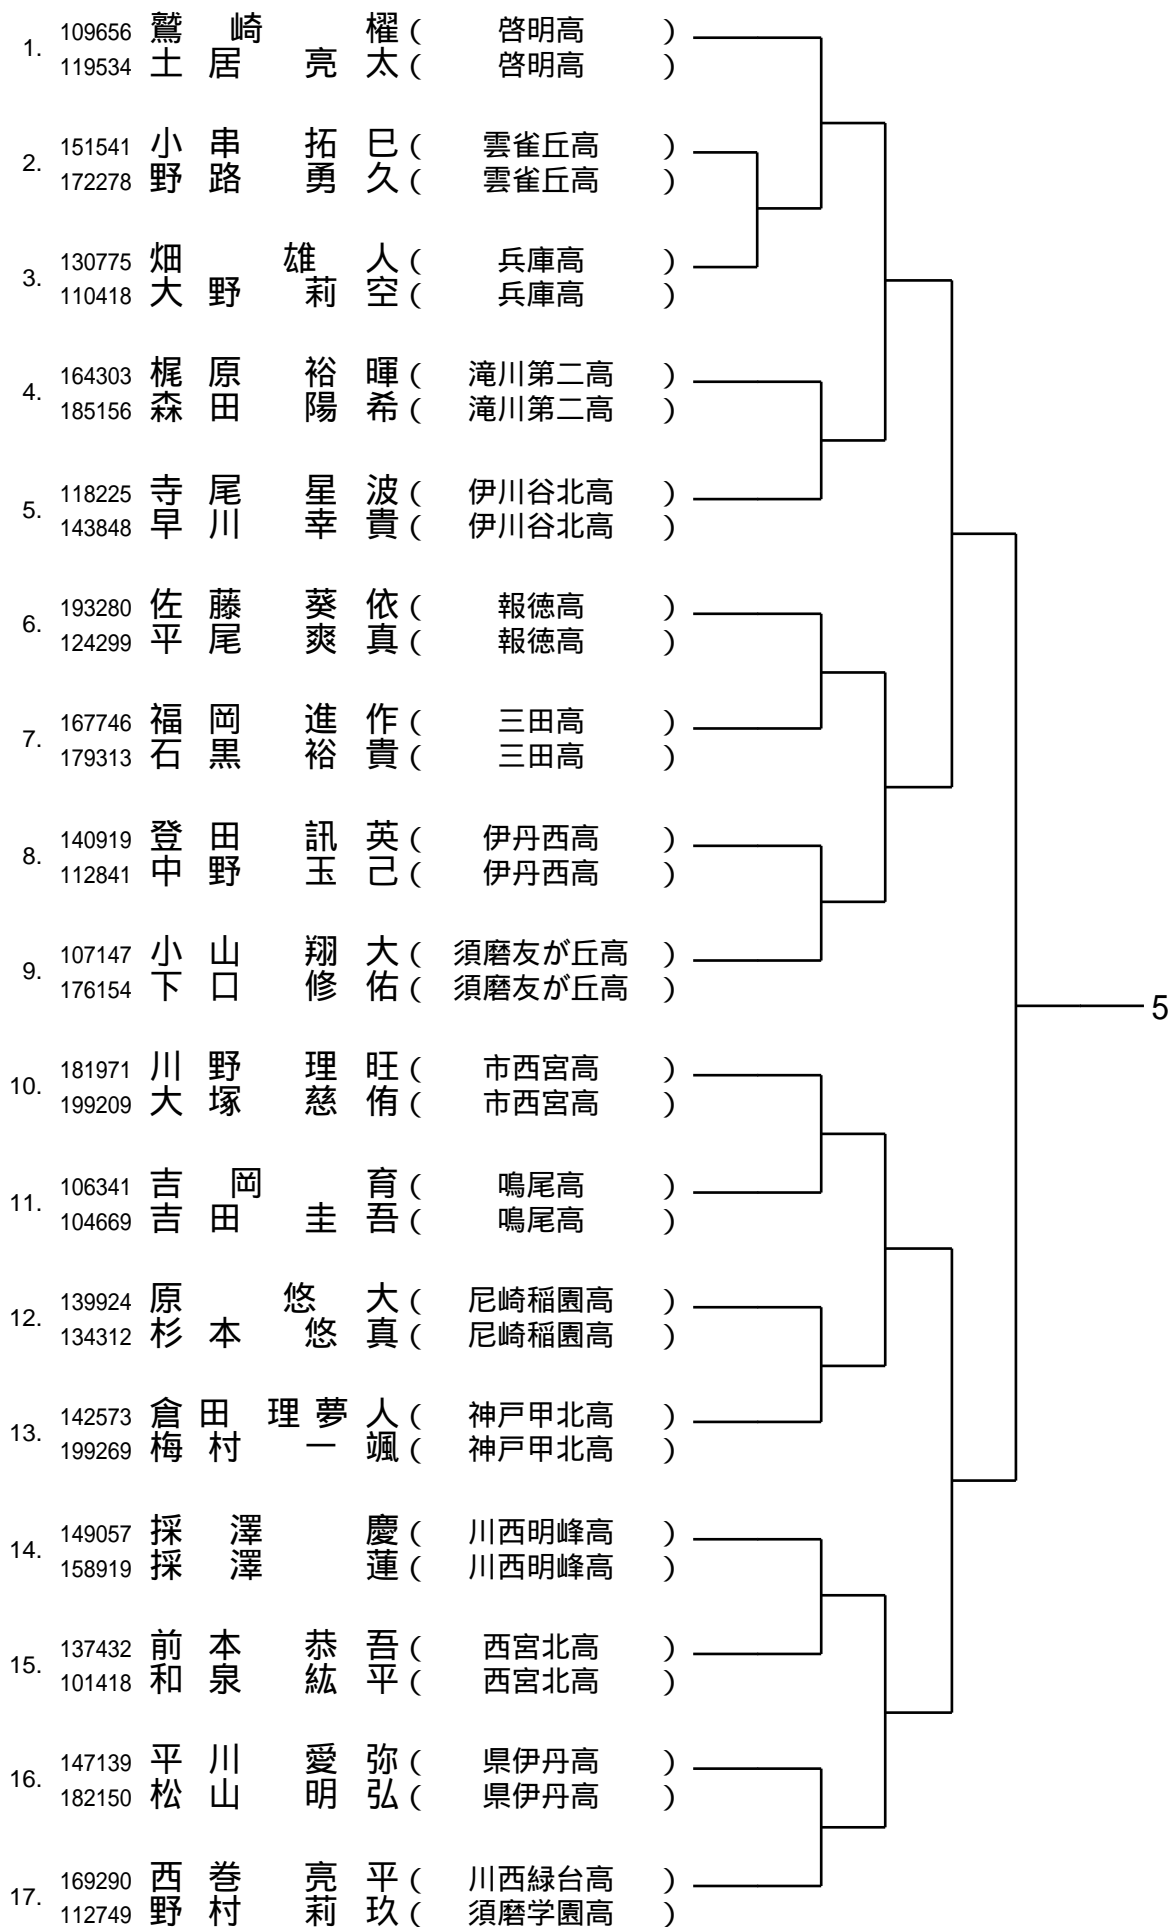 1. 109656 鷲崎 櫂 ( 啓明高 )
119534 土居 亮太 ( 啓明高 )
2. 151541 小串 拓巳 ( 雲雀丘高 )
172278 野路 勇久 ( 雲雀丘高 )
3. 130775 畑 雄人 ( 兵庫高 )
110418 大野 莉空 ( 兵庫高 )
4. 164303 梶原 裕暉 ( 滝川第二高 )
185156 森田 陽希 ( 滝川第二高 )
5. 118225 寺尾 星波 ( 伊川谷北高 )
143848 早川 幸貴 ( 伊川谷北高 )
6. 193280 佐藤 葵依 ( 報徳高 )
124299 平尾 爽真 ( 報徳高 )
7. 167746 福岡 進作 ( 三田高 )
179313 石黒 裕貴 ( 三田高 )
8. 140919 登田 訊英 ( 伊丹西高 )
112841 中野 玉己 ( 伊丹西高 )
9. 107147 小山 翔大 ( 須磨友が丘高 )
176154 下口 修佑 ( 須磨友が丘高 )
5
10. 181971 川野 理旺 ( 市西宮高 )
199209 大塚 慈侑 ( 市西宮高 )
11. 106341 吉岡 育 ( 鳴尾高 )
104669 吉田 圭吾 ( 鳴尾高 )
12. 139924 原 悠大 ( 尼崎稲園高 )
134312 杉本 悠真 ( 尼崎稲園高 )
13. 142573 倉田 理夢人 ( 神戸甲北高 )
199269 梅村 一颯 ( 神戸甲北高 )
14. 149057 採澤 慶 ( 川西明峰高 )
158919 採澤 蓮 ( 川西明峰高 )
15. 137432 前本 恭吾 ( 西宮北高 )
101418 和泉 紘平 ( 西宮北高 )
16. 147139 平川 愛弥 ( 県伊丹高 )
182150 松山 明弘 ( 県伊丹高 )
17. 169290 西巻 亮平 ( 川西緑台高 )
112749 野村 莉玖 ( 須磨学園高 )